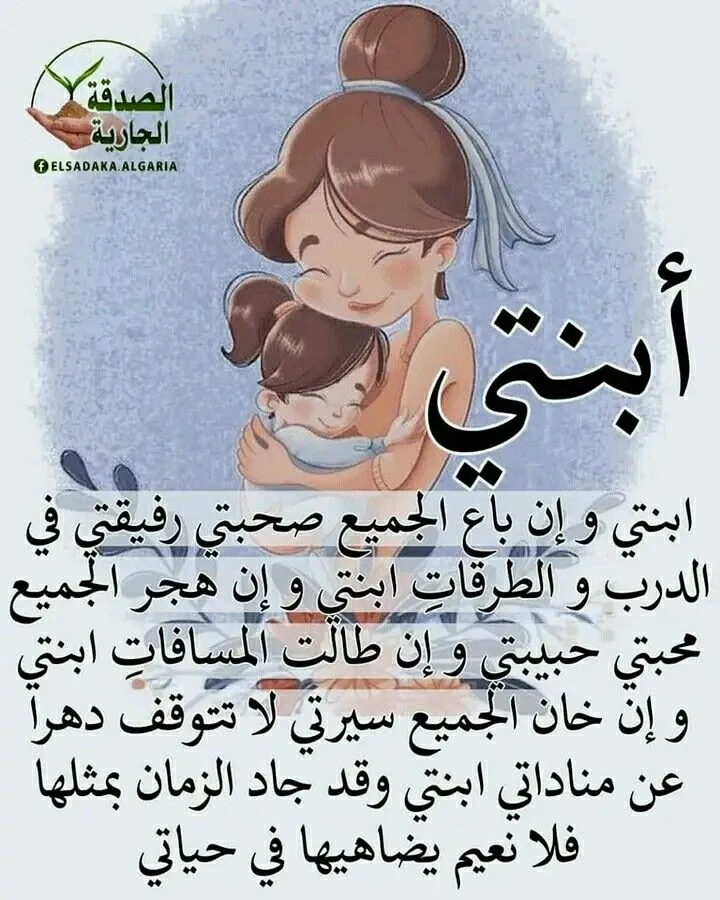 الصدقة
الجارية
ELSADAKA.ALGARIA
أبنتي
ابنتي و إن باع الجميع صحبتي رفيقتي في
الدرب و الطرقاتِ ابنتي و إن هجر الجميع
محبتي حبيبتي و إن طالت المسافاتِ ابنتي
و إن خان الجميع سيرتي لا تتوقف دهرا
عن مناداتي ابنتي وقد جاد الزمان بمثلها
فلا نعيم يضاهيها في حياتي